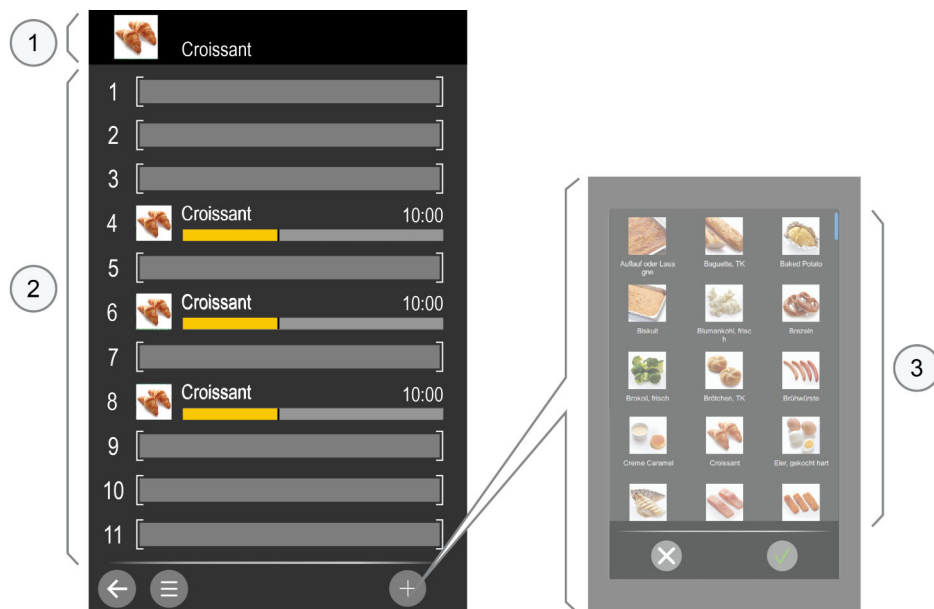 1
Croissant
2
1
2
3
4
Croissant
10:00
5
6
Croissant
10:00
7
8
Croissant
10:00
9
10
11
3
Auflauf oder Lasa
gne
Baguette, TK
Baked Potato
Biskuit
Blumenkohl, frisc
h
Brezeln
Brokoli, frisch
Brötchen, TK
Brühwürste
Creme Caramel
Croissant
Eier, gekocht hart